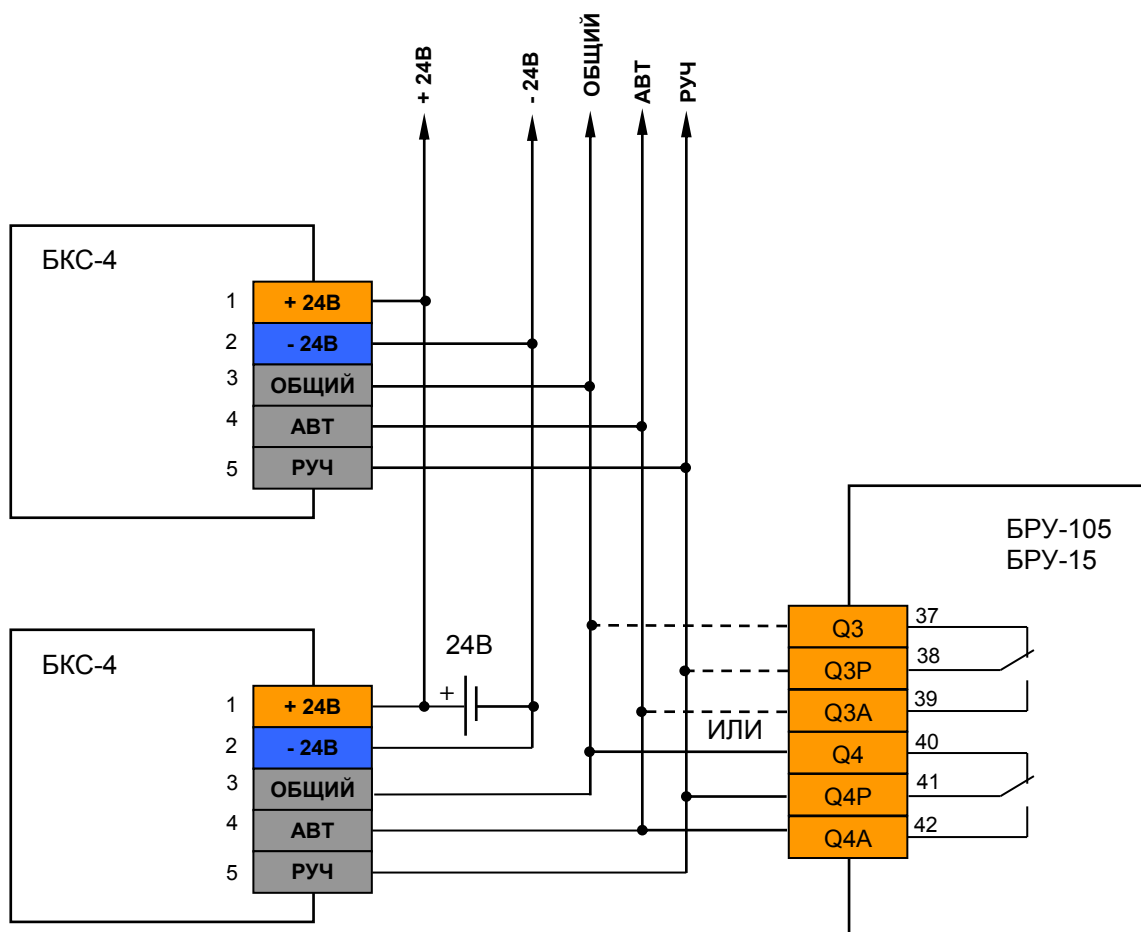 + 24В
- 24В
ОБЩИЙ
АВТ
РУЧ
БКС-4
1 + 24В
2 - 24В
3 ОБЩИЙ
4 АВТ
5 РУЧ
БРУ-105
БРУ-15
БКС-4
24В
+
1 + 24В
2 - 24В
3 ОБЩИЙ
4 АВТ
5 РУЧ
ИЛИ
Q3 37
Q3P 38
Q3A 39
Q4 40
Q4P 41
Q4A 42